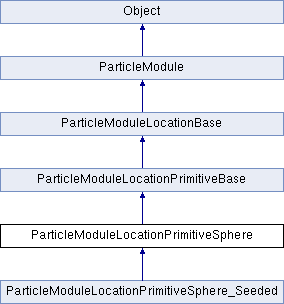 Object
ParticleModule
ParticleModuleLocationBase
ParticleModuleLocationPrimitiveBase
ParticleModuleLocationPrimitiveSphere
ParticleModuleLocationPrimitiveSphere_Seeded